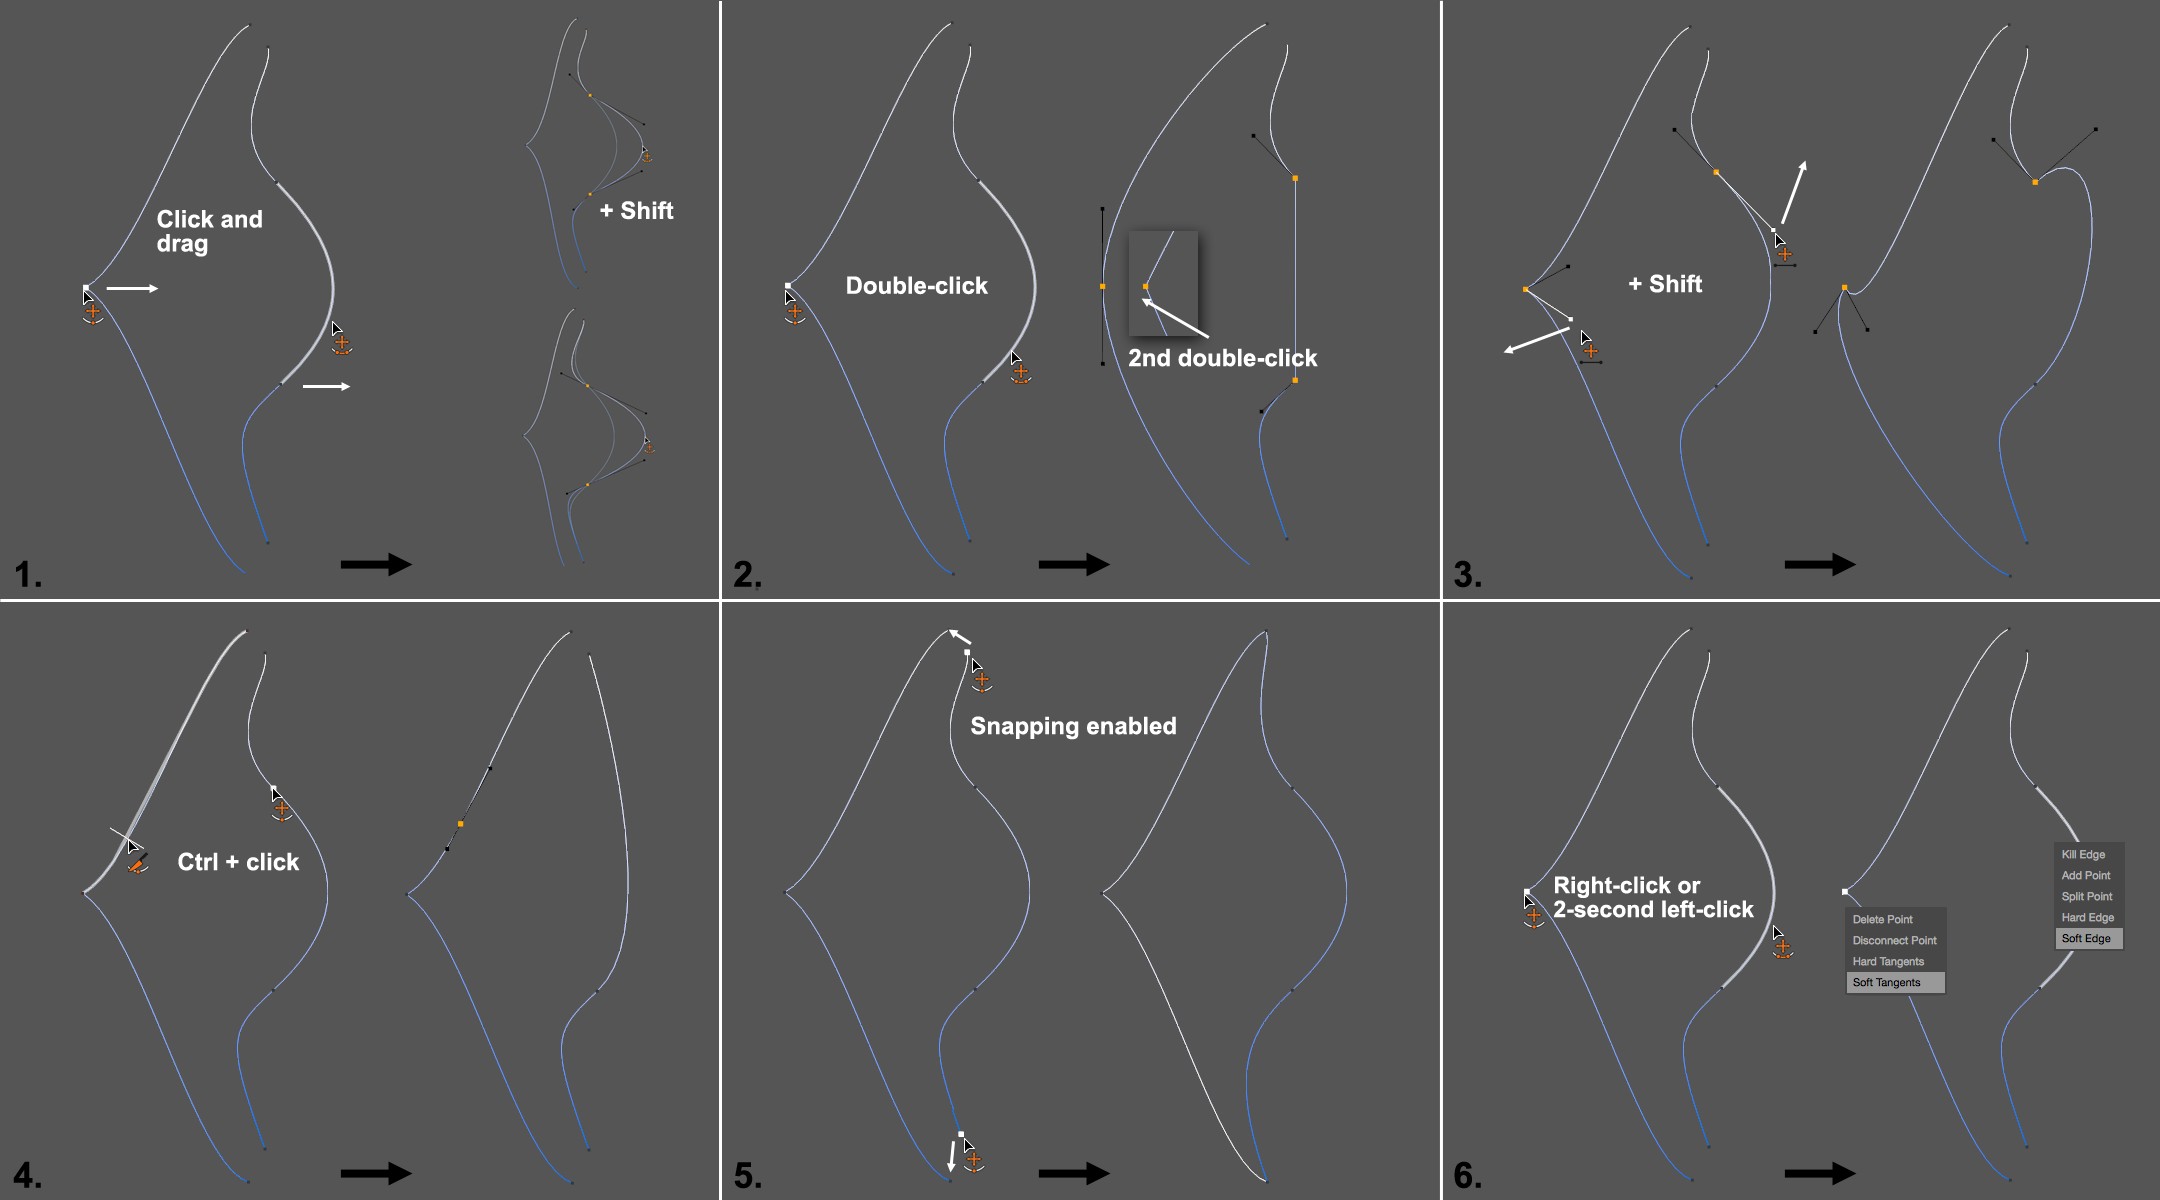 Click and
drag
+ Shift
1.
Double-click
2nd double-click
2.
+ Shift
3.
Ctrl + click
4.
Snapping enabled
5.
Right-click or
2-second left-click
Delete Point
Disconnect Point
Hard Tangents
Soft Tangents
Kill Edge
Add Point
Split Point
Hard Edge
Soft Edge
6.